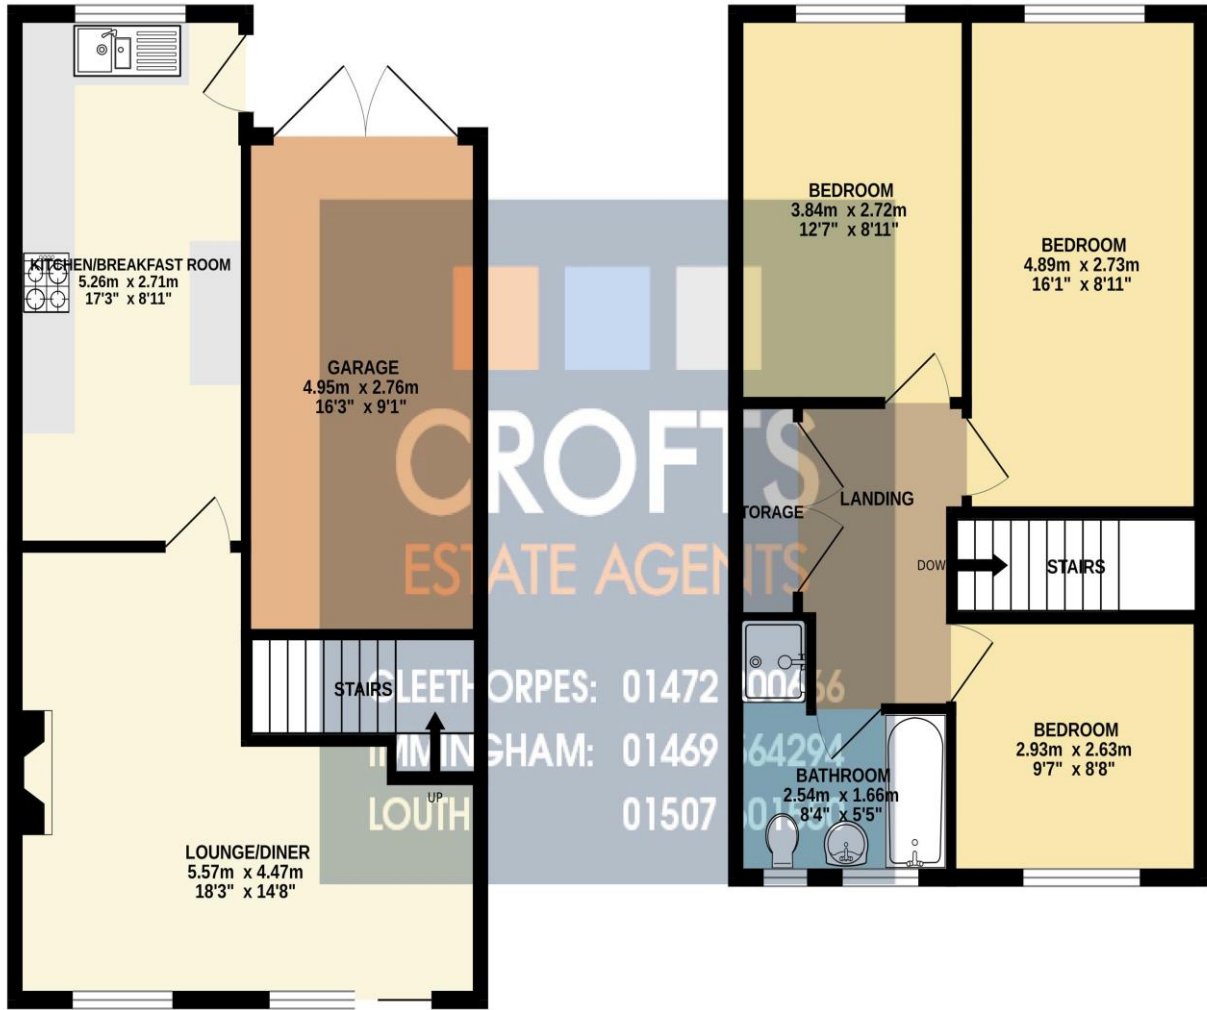 KITCHEN/BREAKFAST ROOM
5.26m x 2.71m
17'3" x 8'11"
GARAGE
4.95m x 2.76m
16'3" x 9'1"
STAIRS
UP
LOUNGE/DINER
5.57m x 4.47m
18'3" x 14'8"
BEDROOM
3.84m x 2.72m
12'7" x 8'11"
BEDROOM
4.89m x 2.73m
16'1" x 8'11"
TORAGE
LANDING
DOW
STAIRS
BEDROOM
2.93m x 2.63m
9'7" x 8'8"
BATHROOM
2.54m x 1.66m
8'4" x 5'5"
CROFTS
ESTATE AGENTS
CLEETHORPES: 01472
IMMINGHAM: 01469 564294
LOUTH 01507